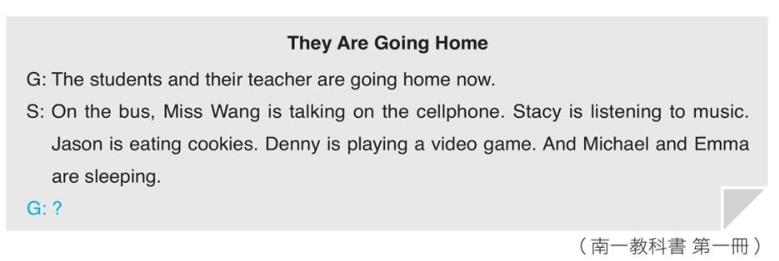 They Are Going Home
G: The students and their teacher are going home now.
S: On the bus, Miss Wang is talking on the cellphone. Stacy is listening to music.
Jason is eating cookies. Denny is playing a video game. And Michael and Emma
are sleeping.
G: ?
（南一教科書 第一冊）